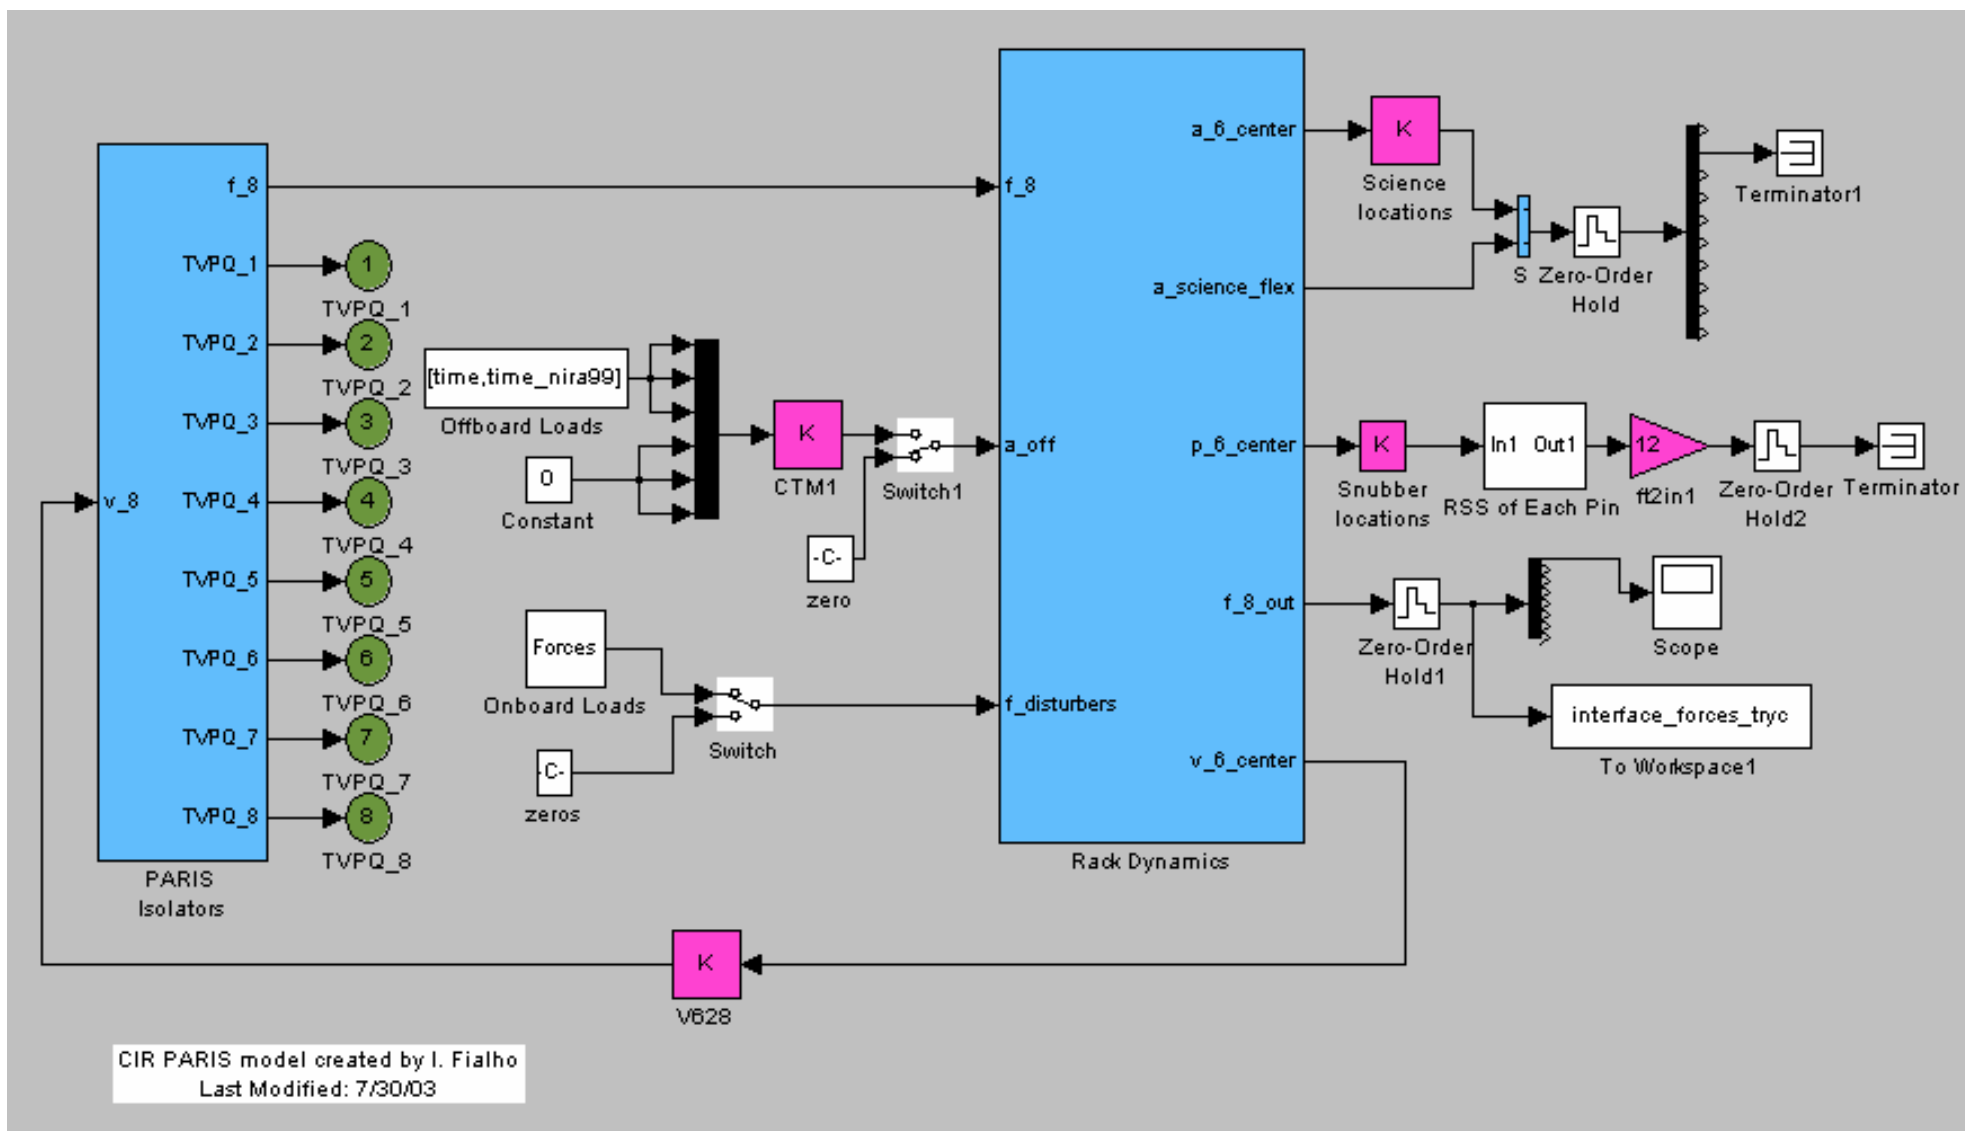 f_8
TVPQ_1
TVPQ_2
TVPQ_3
TVPQ_4
TVPQ_5
TVPQ_6
TVPQ_7
TVPQ_8
v_8
PARIS
Isolators
1
TVPQ_1
2
TVPQ_2
3
TVPQ_3
4
TVPQ_4
5
TVPQ_5
6
TVPQ_6
7
TVPQ_7
8
TVPQ_8
[time,time_nira99]
Offboard Loads
0
Constant
K
CTM1
Switch1
-C-
zero
Forces
Onboard Loads
-C-
zeros
Switch
f_8
a_off
f_disturbers
a_6_center
a_science_flex
p_6_center
f_8_out
v_6_center
Rack Dynamics
K
Science
locations
S
Zero-Order
Hold
Terminator1
K
Snubber
locations
In1 Out1
RSS of Each Pin
12
ft2in1
Zero-Order
Hold2
Terminator
Zero-Order
Hold1
Scope
interface_forces_tryc
To Workspace1
K
V628
CIR PARIS model created by I. Fialho
Last Modified: 7/30/03